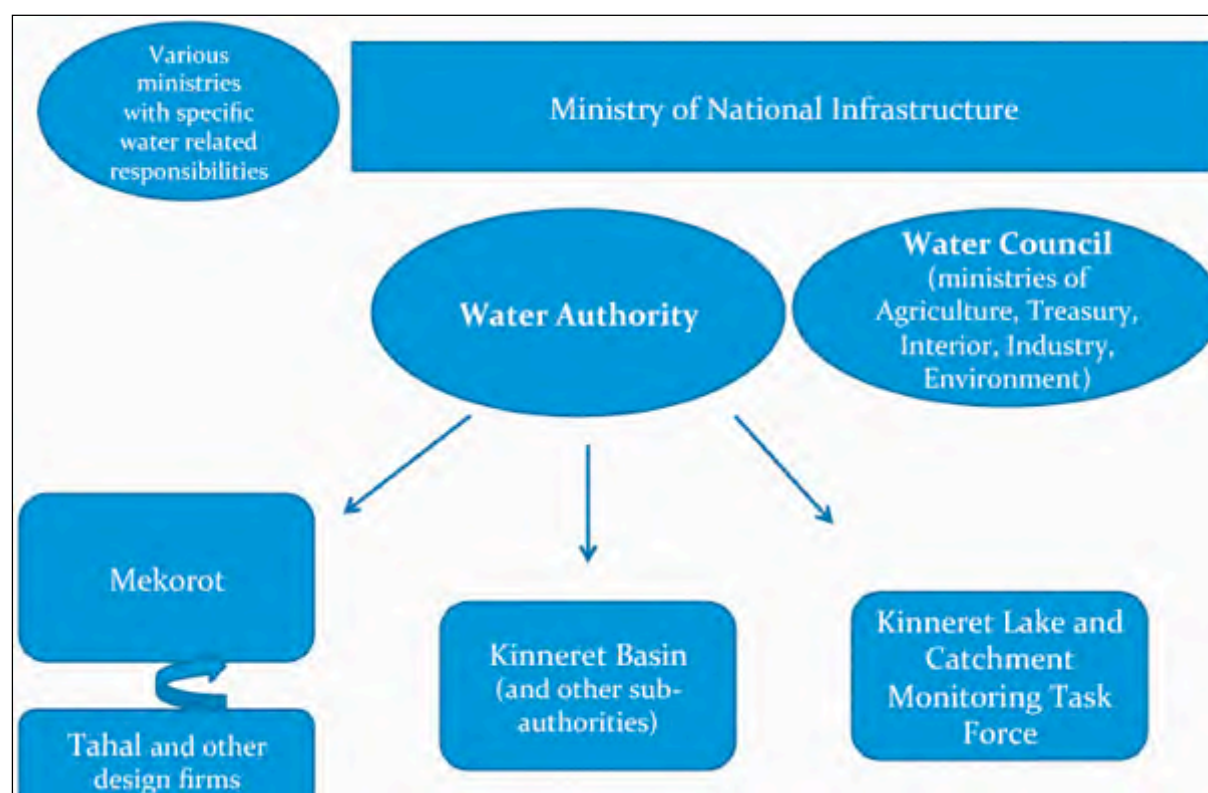 Various
ministries
with specific
water related
responsibilities
Ministry of National Infrastructure
Water Authority
Water Council
(ministries of
Agriculture, Treasury,
Interior, Industry,
Environment)
Mekorot
Tahal and other
design firms
Kinneret Basin
(and other sub-
authorities)
Kinneret Lake and
Catchment
Monitoring Task
Force